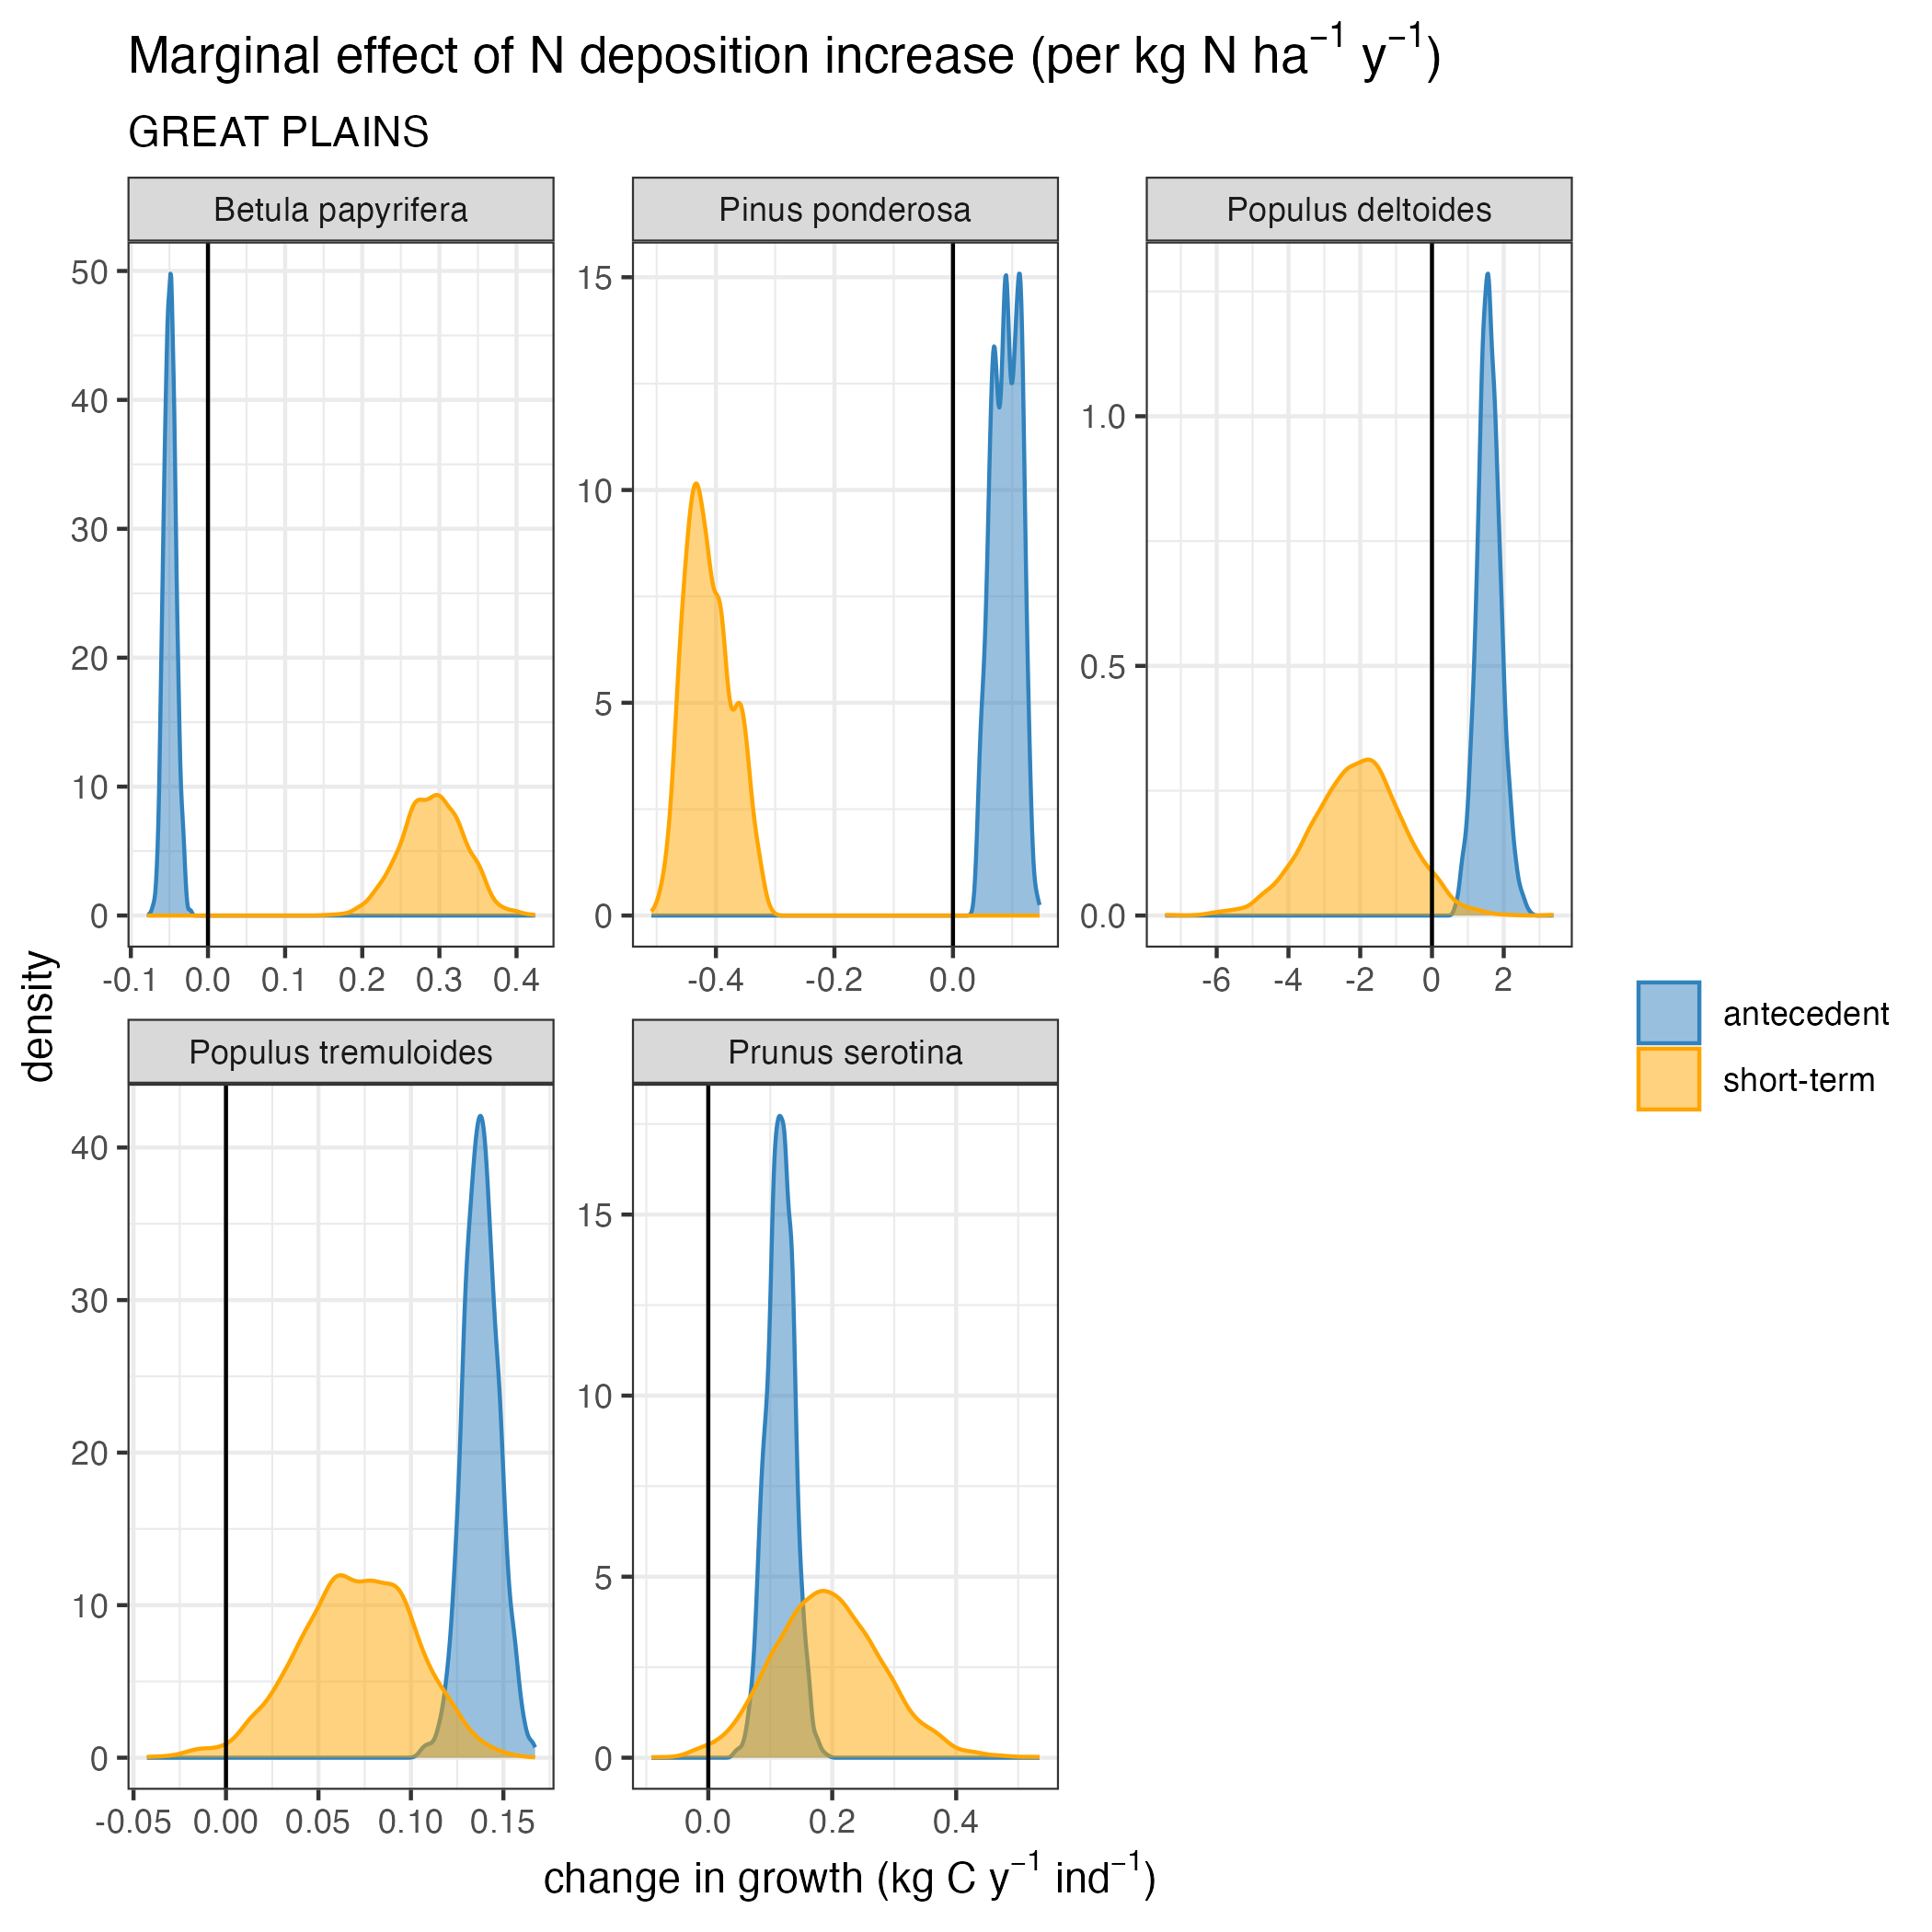 Marginal effect of N deposition increase (per kg N ha⁻¹ y⁻¹)
GREAT PLAINS
Betula papyrifera
Pinus ponderosa
Populus deltoides
50
40
30
20
10
0
-0.1 0.0 0.1 0.2 0.3 0.4
15
10
5
0
-0.4 -0.2 0.0
1.0
0.5
0.0
-6 -4 -2 0 2
density
antecedent
short-term
Populus tremuloides
Prunus serotina
40
30
20
10
0
-0.05 0.00 0.05 0.10 0.15
15
10
5
0
0.0 0.2 0.4
change in growth (kg C y⁻¹ ind⁻¹)